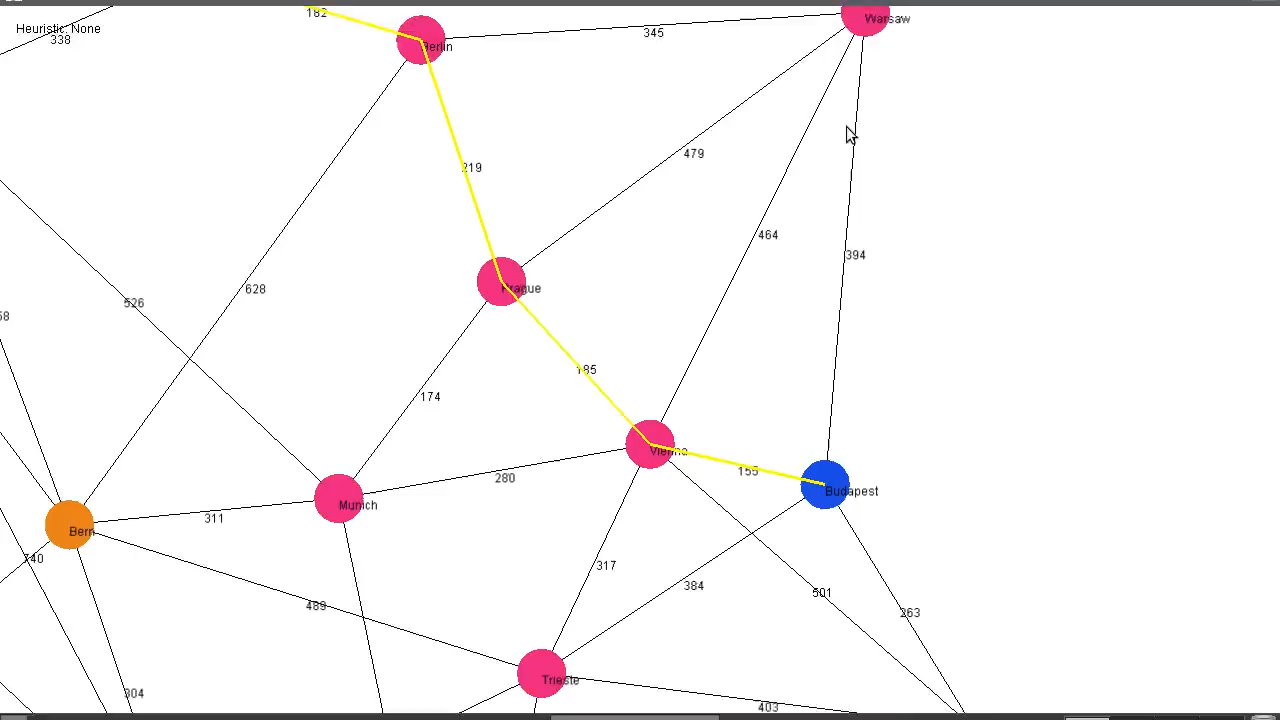 182
Warsaw
Heuristic: None
338
345
Berlin
479
219
464
394
628
Prague
526
185
174
Vienna
155
280
Budapest
Munich
311
Bern
740
317
384
501
489
263
Trieste
304
403